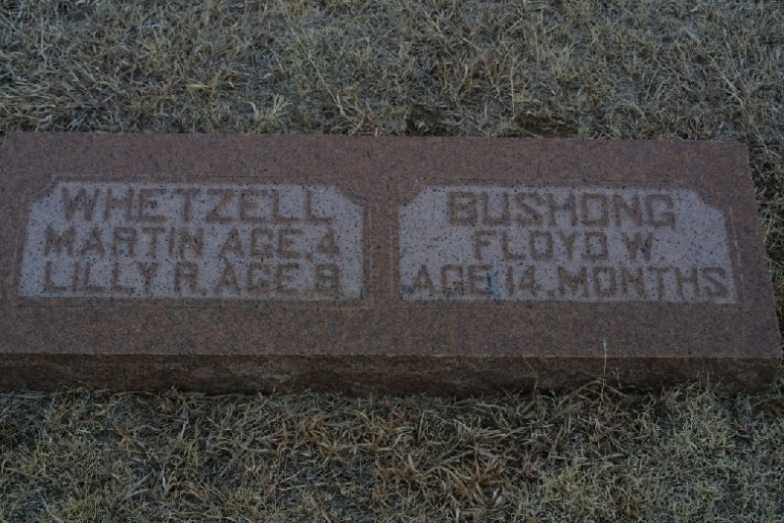 WHETZELL
MARTIN AGE.4
LILLY R. AGE.8
BUSHONG
FLOYD W
AGE 14.MONTHS